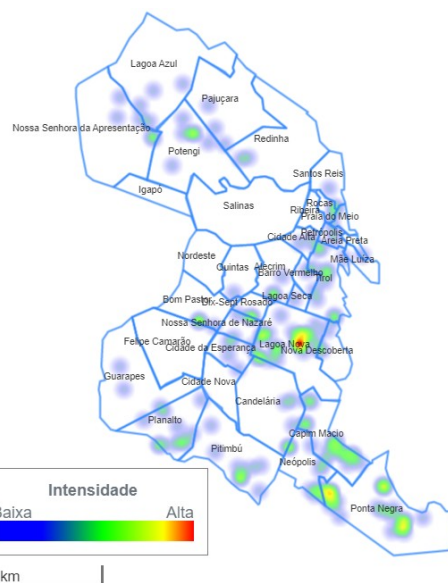 Lagoa Azul
Pajuçara
Nossa Senhora da Apresentação
Redinha
Potengi
Santos Reis
Igapó
Salinas
Rocas
Ribeira
Praia do Meio
Petrópolis
Cidade Alta
Areia Preta
Nordeste
Mãe Luiza
Quintas
Alecrim
Barro Vermelho
Tirol
Bom Pastor
Dix-Sept Rosado
Lagoa Seca
Nossa Senhora de Nazaré
Felipe Camarão
Cidade da Esperança
Lagoa Nova
Nova Descoberta
Guarapes
Cidade Nova
Candelária
Planalto
Capim Macio
Pitimbú
Neópolis
Ponta Negra
Intensidade
Baixa Alta
km